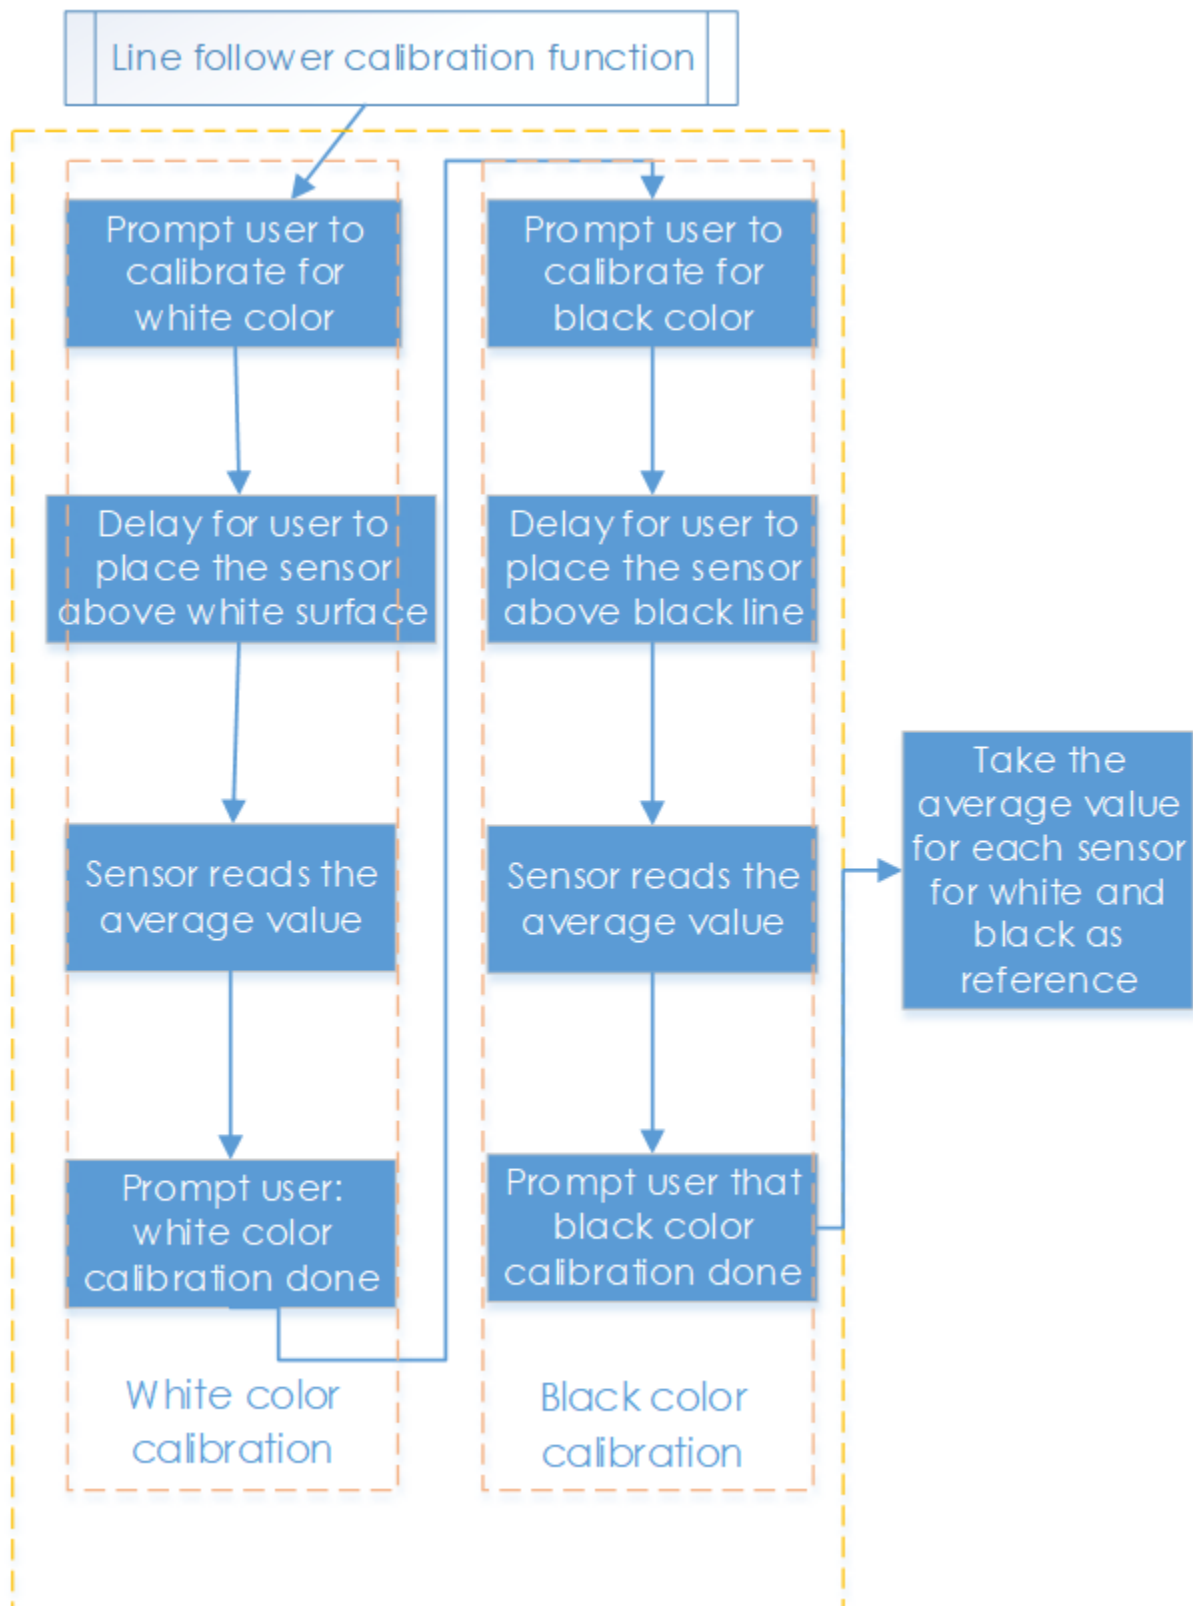 Line follower calibration function
Prompt user to
calibrate for
white color
Delay for user to
place the sensor
above white surface
Sensor reads the
average value
Prompt user:
white color
calibration done
White color
calibration
Prompt user to
calibrate for
black color
Delay for user to
place the sensor
above black line
Sensor reads the
average value
Prompt user that
black color
calibration done
Black color
calibration
Take the
average value
for each sensor
for white and
black as
reference